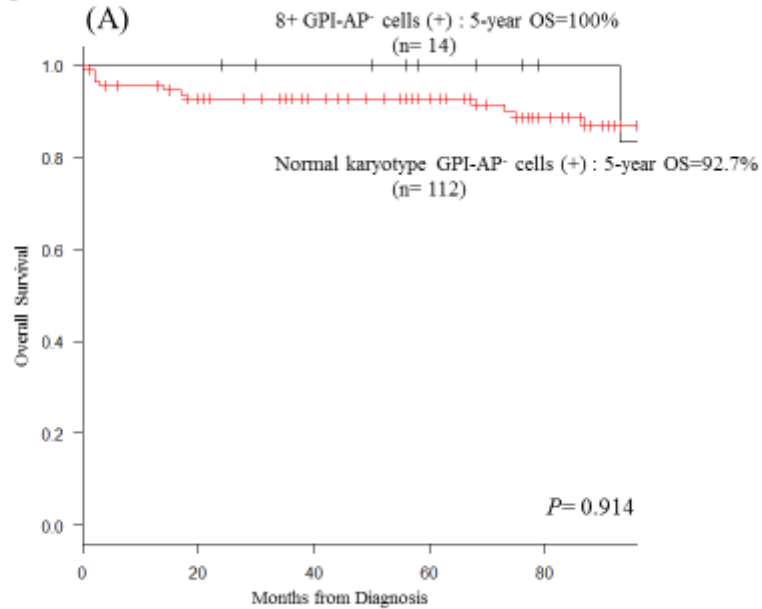 (A)
8+ GPI-AP⁻ cells (+) : 5-year OS=100%
(n= 14)
1.0
Normal karyotype GPI-AP⁻ cells (+) : 5-year OS=92.7%
(n= 112)
0.8
0.6
0.4
0.2
0.0
Overall Survival
P= 0.914
0 20 40 60 80
Months from Diagnosis